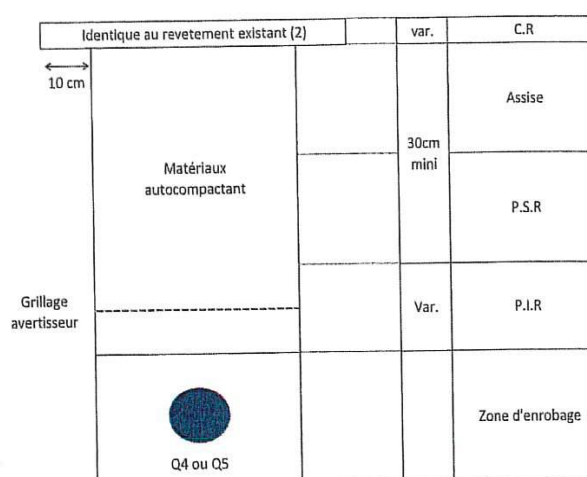 Identique au revetement existant (2)
var.
C.R
10 cm
Assise
30cm
mini
Matériaux
autocompactant
P.S.R
Grillage
avertisseur
Var.
P.I.R
Zone d'enrobage
Q4 ou Q5